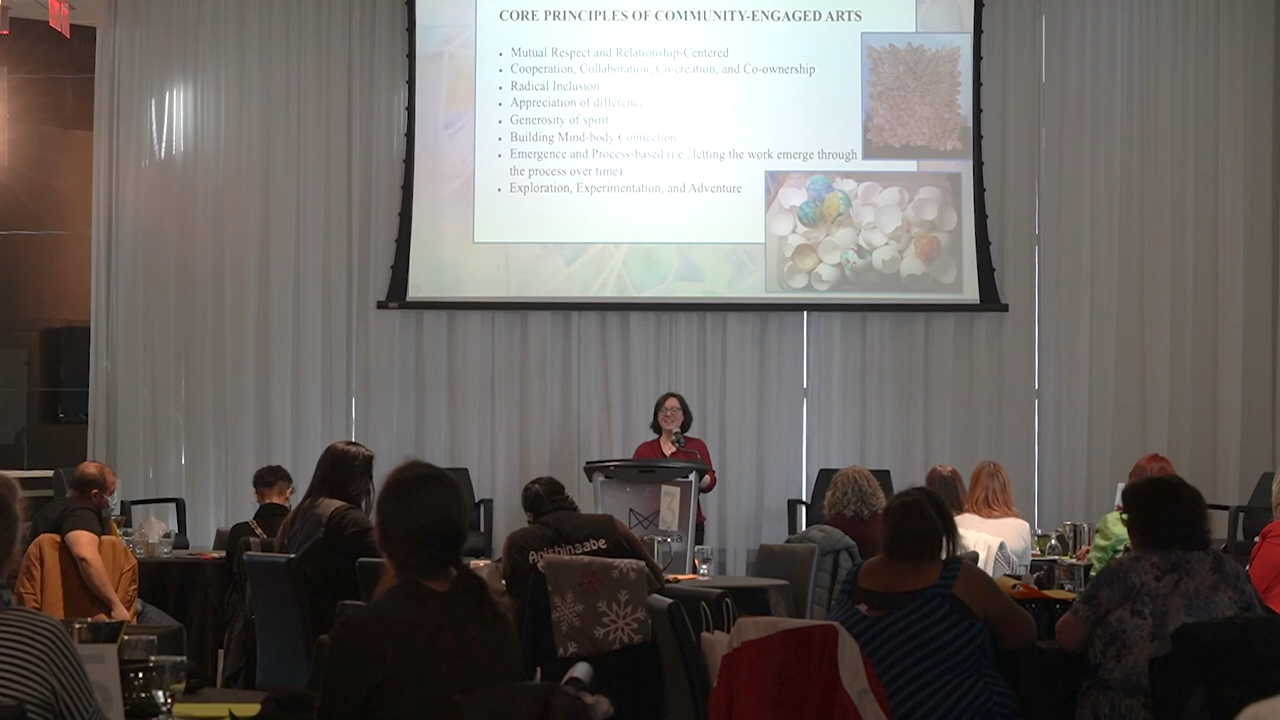 CORE PRINCIPLES OF COMMUNITY-ENGAGED ARTS
• Mutual Respect and Relationship-Centered
• Cooperation, Collaboration, Co-creation, and Co-ownership
• Radical Inclusion
• Appreciation of difference
• Generosity of spirit
• Building Mind-body Connection
• Emergence and Process-based (i.e., letting the work emerge through
the process over time)
• Exploration, Experimentation, and Adventure
3
Anishinaabe